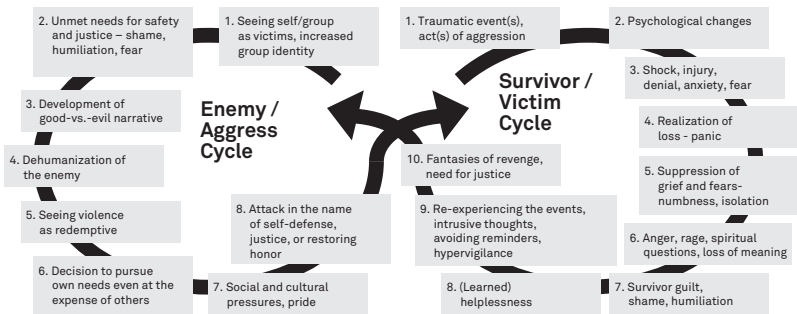 2. Unmet needs for safety
and justice – shame,
humiliation, fear
1. Seeing self/group
as victims, increased
group identity
3. Development of
good-vs.-evil narrative
Enemy /
Aggress
Cycle
4. Dehumanization of
the enemy
5. Seeing violence
as redemptive
6. Decision to pursue
own needs even at the
expense of others
7. Social and cultural
pressures, pride
8. Attack in the name
of self-defense,
justice, or restoring
honor
1. Traumatic event(s),
act(s) of aggression
2. Psychological changes
Survivor /
Victim
Cycle
3. Shock, injury,
denial, anxiety, fear
4. Realization of
loss - panic
5. Suppression of
grief and fears-
numbness, isolation
6. Anger, rage, spiritual
questions, loss of meaning
7. Survivor guilt,
shame, humiliation
8. (Learned)
helplessness
9. Re-experiencing the events,
intrusive thoughts,
avoiding reminders,
hypervigilance
10. Fantasies of revenge,
need for justice